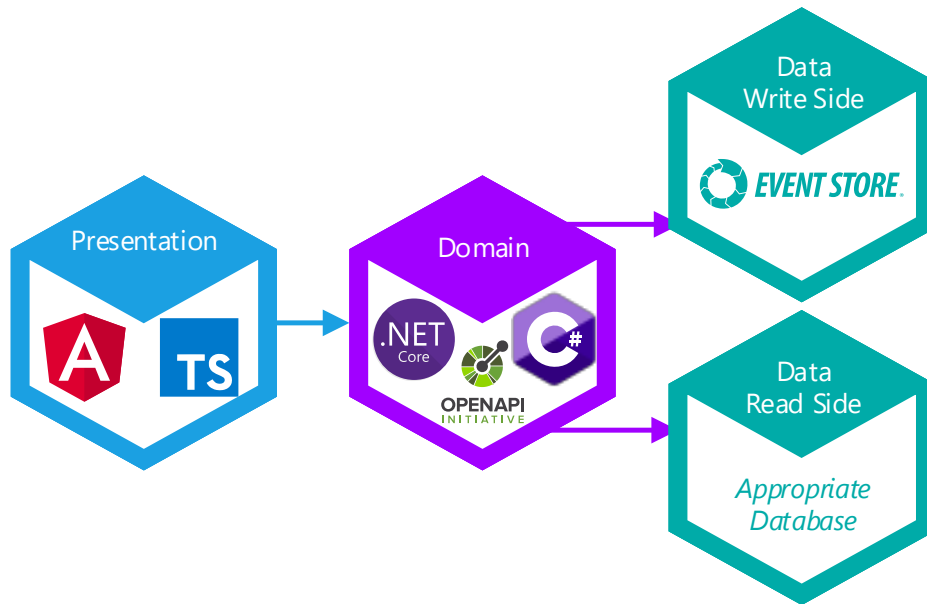 Presentation
A
TS
Domain
.NET
Core
C#
OPENAPI
INITIATIVE
Data
Write Side
EVENT STORE®
Data
Read Side
Appropriate
Database